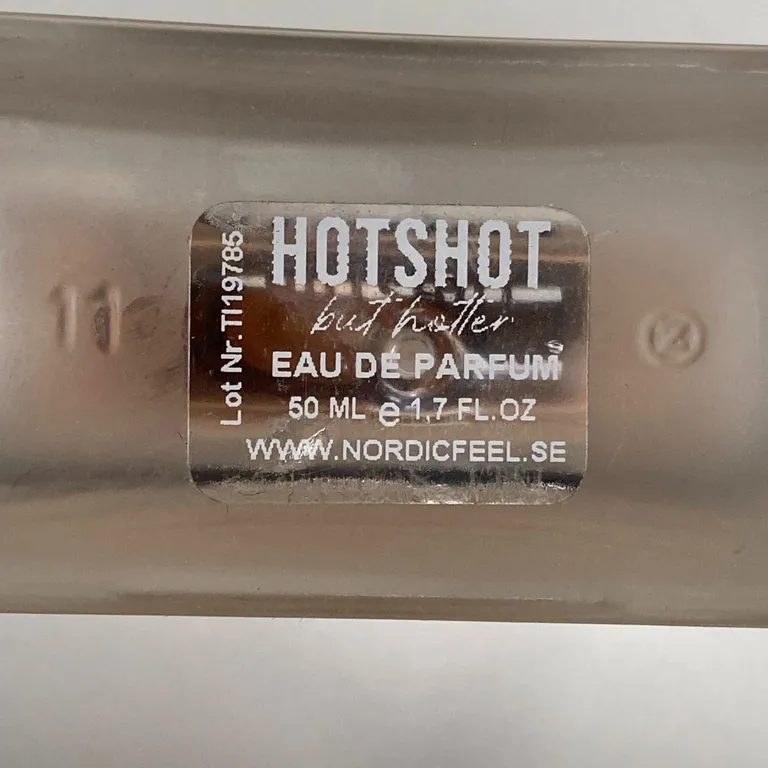 HOTSHOT
but hotter
EAU DE PARFUM
50 ML e 1,7 FL.OZ
WWW.NORDICFEEL.SE
Lot Nr.TI19785
11